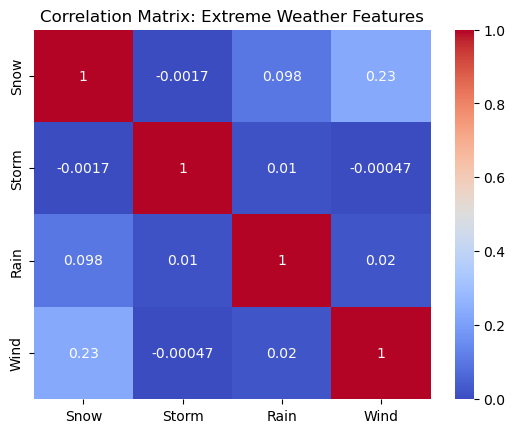 Correlation Matrix: Extreme Weather Features
Snow 1 -0.0017 0.098 0.23
Storm -0.0017 1 0.01 -0.00047
Rain 0.098 0.01 1 0.02
Wind 0.23 -0.00047 0.02 1
Snow Storm Rain Wind
1.0
0.8
0.6
0.4
0.2
0.0